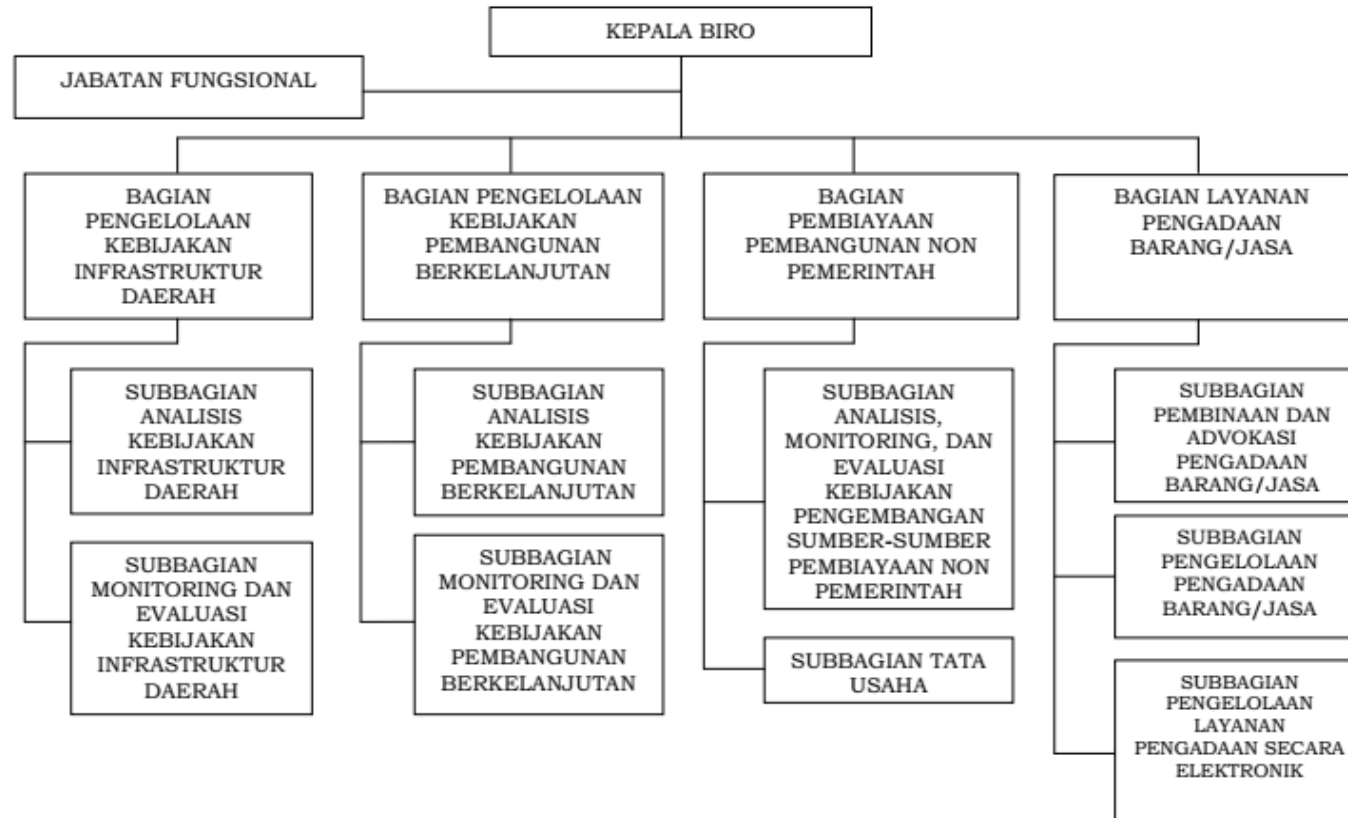 KEPALA BIRO
JABATAN FUNGSIONAL
BAGIAN
PENGELOLAAN
KEBIJAKAN
INFRASTRUKTUR
DAERAH
BAGIAN PENGELOLAAN
KEBIJAKAN
PEMBANGUNAN
BERKELANJUTAN
BAGIAN
PEMBIAYAAN
PEMBANGUNAN NON
PEMERINTAH
BAGIAN LAYANAN
PENGADAAN
BARANG/JASA
SUBBAGIAN
ANALISIS
KEBIJAKAN
INFRASTRUKTUR
DAERAH
SUBBAGIAN
MONITORING DAN
EVALUASI
KEBIJAKAN
INFRASTRUKTUR
DAERAH
SUBBAGIAN
ANALISIS
KEBIJAKAN
PEMBANGUNAN
BERKELANJUTAN
SUBBAGIAN
MONITORING DAN
EVALUASI
KEBIJAKAN
PEMBANGUNAN
BERKELANJUTAN
SUBBAGIAN
ANALISIS,
MONITORING, DAN
EVALUASI
KEBIJAKAN
PENGEMBANGAN
SUMBER-SUMBER
PEMBIAYAAN NON
PEMERINTAH
SUBBAGIAN TATA
USAHA
SUBBAGIAN
PEMBINAAN DAN
ADVOKASI
PENGADAAN
BARANG/JASA
SUBBAGIAN
PENGELOLAAN
PENGADAAN
BARANG/JASA
SUBBAGIAN
PENGELOLAAN
LAYANAN
PENGADAAN SECARA
ELEKTRONIK